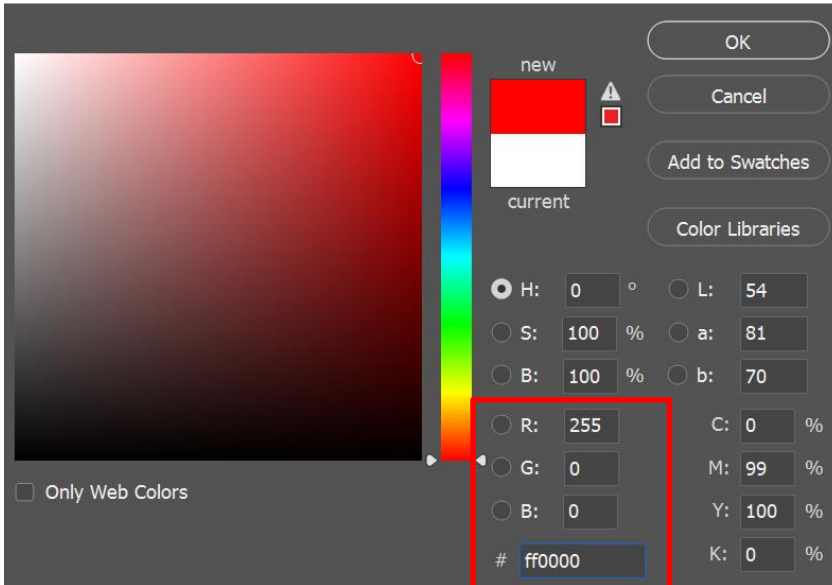 OK
new
Cancel
Add to Swatches
current
Color Libraries
H: 0 ° L: 54
S: 100 % a: 81
B: 100 % b: 70
R: 255 C: 0 %
G: 0 M: 99 %
Only Web Colors
B: 0 Y: 100 %
# ff0000 K: 0 %